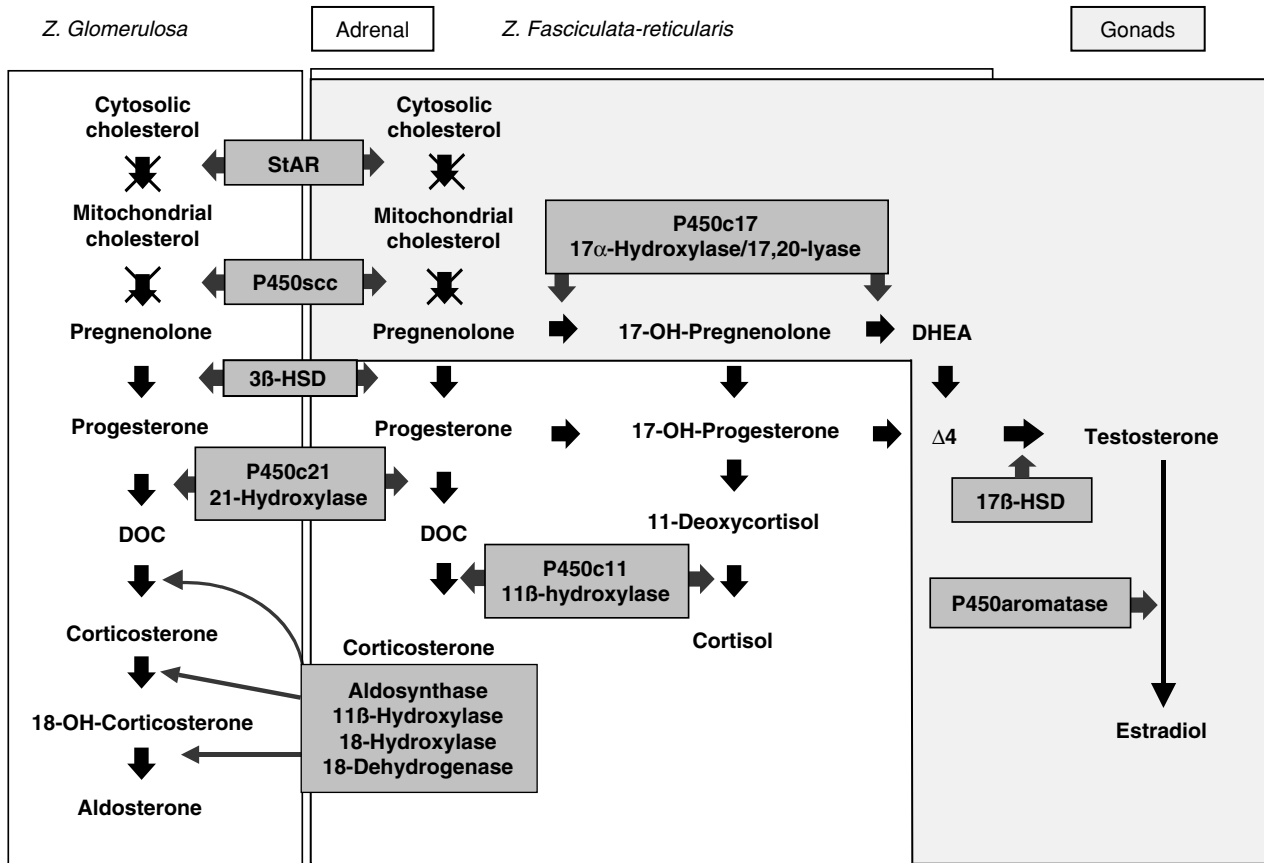 Z. Glomerulosa
Adrenal
Z. Fasciculata-reticularis
Gonads
Cytosolic
cholesterol
StAR
Cytosolic
cholesterol
Mitochondrial
cholesterol
Mitochondrial
cholesterol
P450c17
17α-Hydroxylase/17,20-lyase
P450scc
Pregnenolone
Pregnenolone
17-OH-Pregnenolone
DHEA
3ß-HSD
Progesterone
Progesterone
17-OH-Progesterone
Δ4
Testosterone
P450c21
21-Hydroxylase
17ß-HSD
DOC
DOC
11-Deoxycortisol
P450c11
11ß-hydroxylase
P450aromatase
Corticosterone
Corticosterone
Cortisol
Aldosynthase
11ß-Hydroxylase
18-Hydroxylase
18-Dehydrogenase
18-OH-Corticosterone
Estradiol
Aldosterone